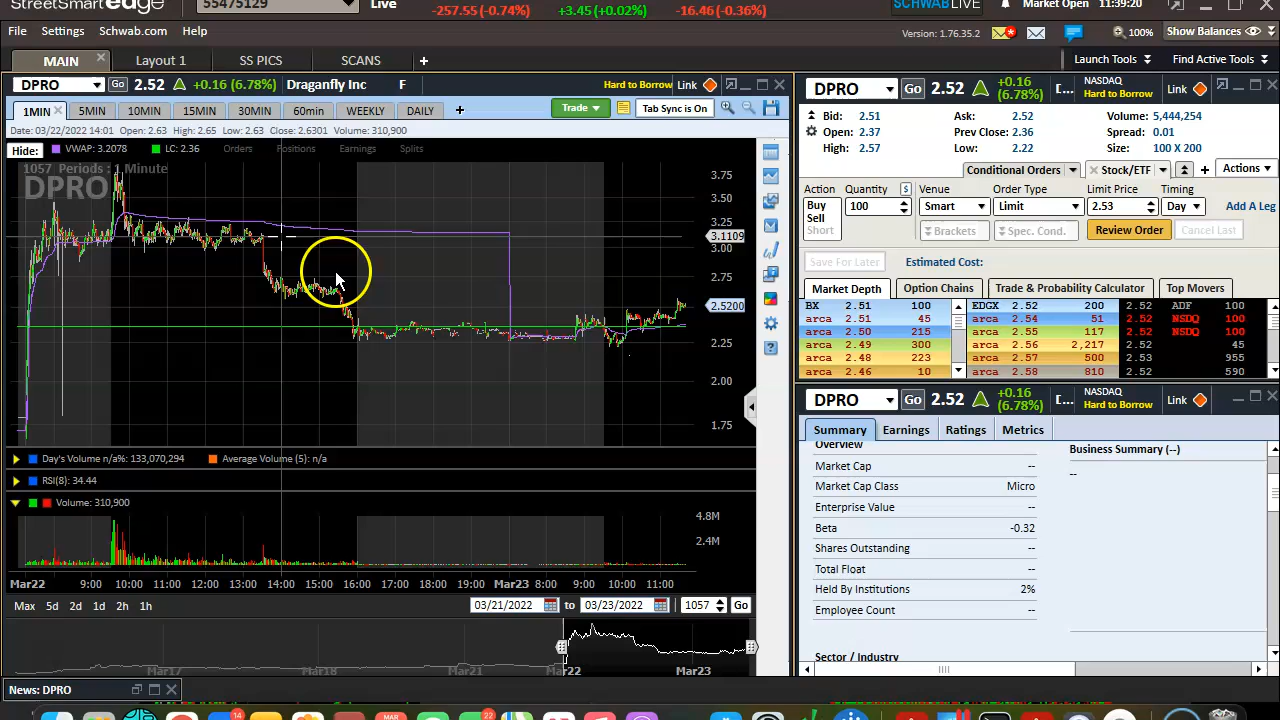 StreetSmart edge
55475129
Live
-257.55 (-0.74%)
+3.45 (+0.02%)
-16.46 (-0.36%)
SCHWAB LIVE
Market Open
11:39:20
File
Settings
Schwab.com
Help
Version: 1.76.35.2
100%
Show Balances
MAIN
Layout 1
SS PICS
SCANS
Launch Tools
Find Active Tools
DPRO
Go
2.52
+0.16 (6.78%)
Draganfly Inc
F
Hard to Borrow
Link
1MIN
5MIN
10MIN
15MIN
30MIN
60min
WEEKLY
DAILY
Trade
Tab Sync is On
Date: 03/22/2022 14:01 Open: 2.63 High: 2.65 Low: 2.63 Close: 2.6301 Volume: 310,900
Hide:
VWAP: 3.2078
LC: 2.36
Orders
Positions
Earnings
Splits
1057 Periods : 1 Minute
DPRO
3.75
3.50
3.25
3.1109
3.00
2.75
2.5200
2.25
2.00
1.75
Day's Volume n/a%: 133,070,294
Average Volume (5): n/a
RSI(8): 34.44
Volume: 310,900
4.8M
2.4M
Mar22
9:00
10:00
11:00
12:00
13:00
14:00
15:00
16:00
17:00
18:00
19:00
Mar23
8:00
9:00
10:00
11:00
Max
5d
2d
1d
2h
1h
03/21/2022
to
03/23/2022
1057
Go
Mar17
Mar18
Mar21
Mar22
Mar23
News: DPRO
DPRO
Go
2.52
+0.16
(6.78%)
[...
NASDAQ
Hard to Borrow
Link
Bid: 2.51
Ask: 2.52
Volume: 5,444,254
Open: 2.37
Prev Close: 2.36
Spread: 0.01
High: 2.57
Low: 2.22
Size: 100 X 200
Conditional Orders
Stock/ETF
Actions
Action
Quantity
$
Venue
Order Type
Limit Price
Timing
Buy
Sell
Short
100
Smart
Limit
2.53
Day
Add A Leg
Brackets
Spec. Cond.
Review Order
Cancel Last
Save For Later
Estimated Cost:
Market Depth
Option Chains
Trade & Probability Calculator
Top Movers
BX 2.51 100 EDGX 2.52 200 2.52 ADF 100
arca 2.51 45 arca 2.54 51 2.52 NSDQ 100
arca 2.50 215 arca 2.55 117 2.52 NSDQ 100
arca 2.49 300 arca 2.56 2,217 2.52 45
arca 2.48 223 arca 2.57 500 2.53 955
arca 2.46 10 arca 2.58 810 2.52 590
DPRO
Go
2.52
+0.16
(6.78%)
[...
NASDAQ
Hard to Borrow
Link
Summary
Earnings
Ratings
Metrics
Overview
Business Summary (--)
Market Cap --
--
Market Cap Class Micro
Enterprise Value --
Beta -0.32
Shares Outstanding --
Total Float --
Held By Institutions 2%
Employee Count --
Sector / Industry
14
MAR
22